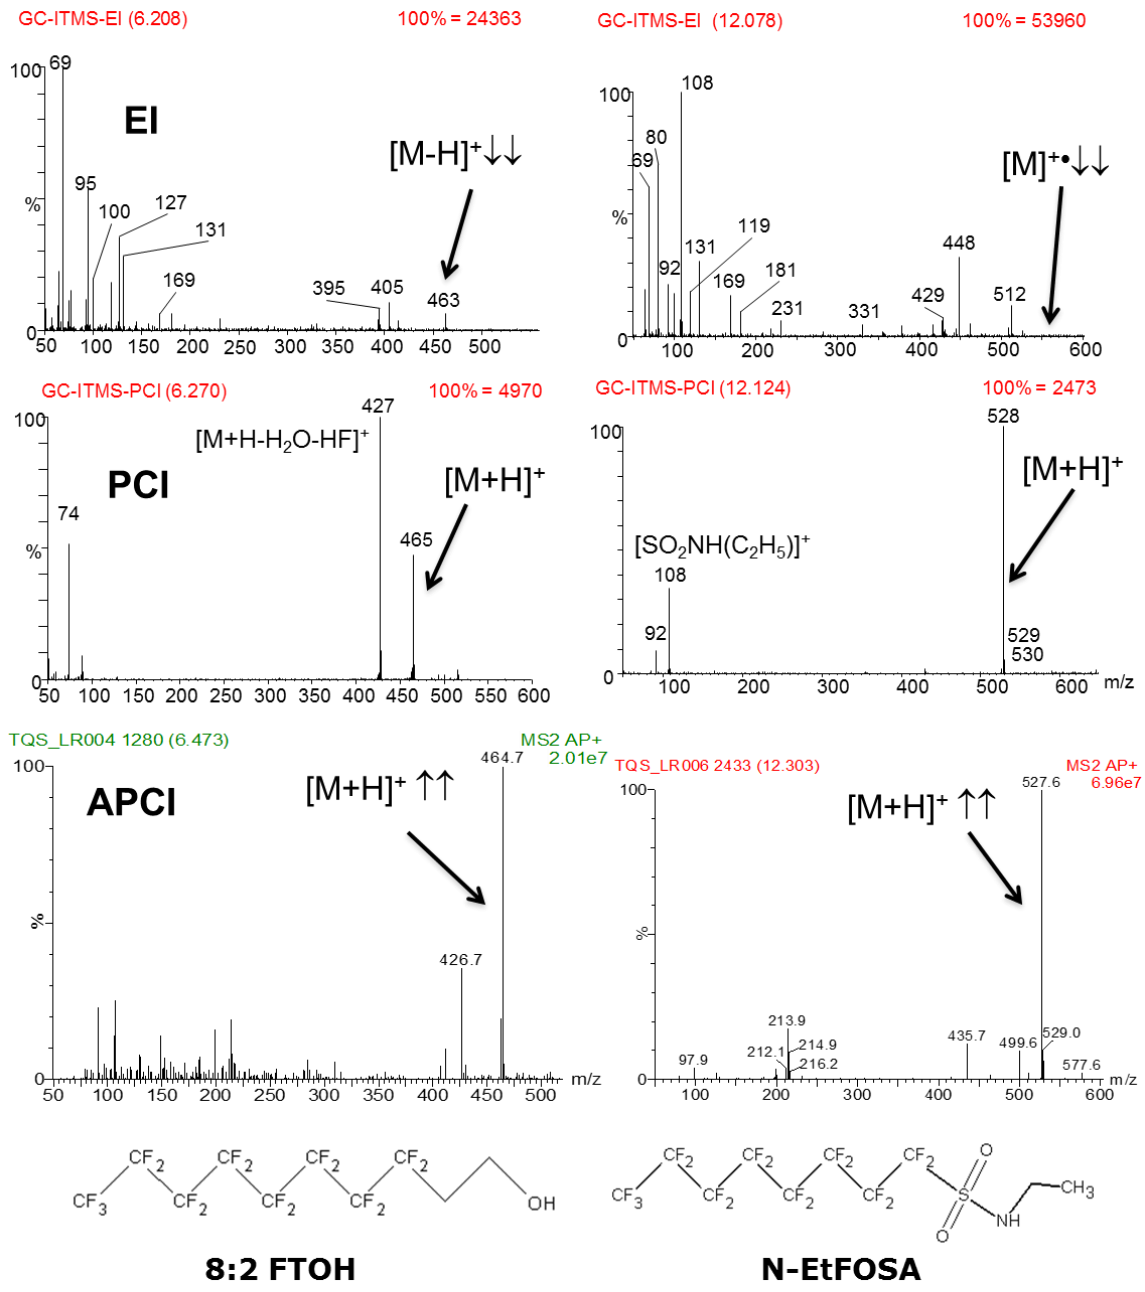 GC-ITMS-EI (6.208) 100% = 24363
100 69
EI
[M-H]⁺↓↓
95
100
127
131
%
169
395
405
463
0
50 100 150 200 250 300 350 400 450 500
GC-ITMS-EI (12.078) 100% = 53960
100
108
80
69
[M]⁺•↓↓
%
119
131
92
169
181
231
331
429
448
512
0
100 200 300 400 500 600
GC-ITMS-PCI (6.270) 100% = 4970
100
427
[M+H-H₂O-HF]⁺
PCI
[M+H]⁺
74
465
%
0
50 100 150 200 250 300 350 400 450 500 550 600
GC-ITMS-PCI (12.124) 100% = 2473
100
528
[M+H]⁺
[SO₂NH(C₂H₅)]⁺
%
108
92
529
530
0
100 200 300 400 500 600 m/z
TQS_LR004 1280 (6.473) MS2 AP+
2.01e7
100
464.7
[M+H]⁺ ↑↑
APCI
%
426.7
0
50 100 150 200 250 300 350 400 450 500 m/z
TQS_LR006 2433 (12.303) MS2 AP+
6.96e7
100
527.6
[M+H]⁺ ↑↑
%
213.9
212.1
214.9
216.2
97.9
435.7
499.6
529.0
577.6
0
100 200 300 400 500 600 m/z
CF₂ CF₂ CF₂ CF₂
CF₃ CF₂ CF₂ CF₂ OH
8:2 FTOH
CF₂ CF₂ CF₂ CF₂ O
CF₃ CF₂ CF₂ CF₂ S CH₃
O NH
N-EtFOSA